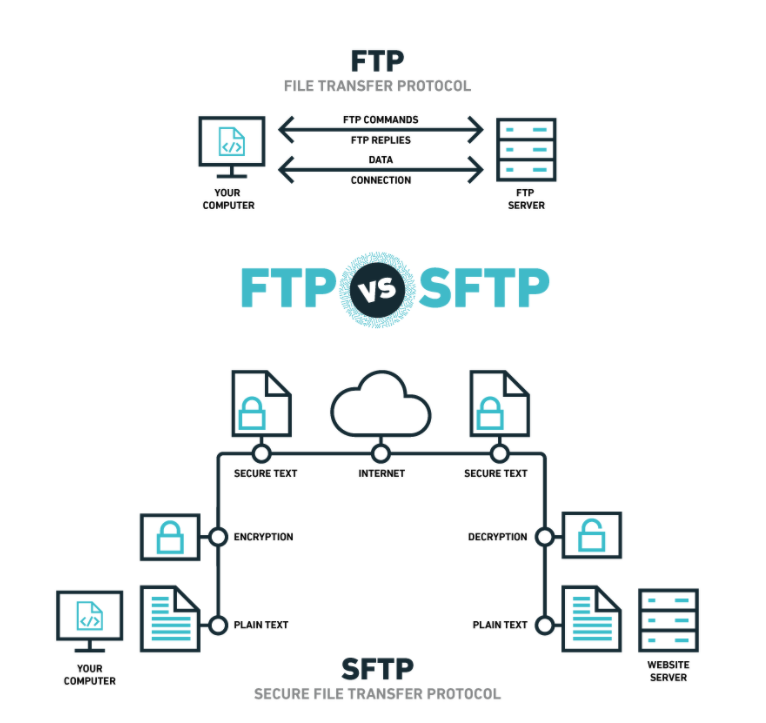 FTP
FILE TRANSFER PROTOCOL
FTP COMMANDS
FTP REPLIES
DATA
CONNECTION
YOUR
COMPUTER
FTP
SERVER
FTP VS SFTP
SECURE TEXT
INTERNET
SECURE TEXT
ENCRYPTION
DECRYPTION
PLAIN TEXT
PLAIN TEXT
YOUR
COMPUTER
WEBSITE
SERVER
SFTP
SECURE FILE TRANSFER PROTOCOL